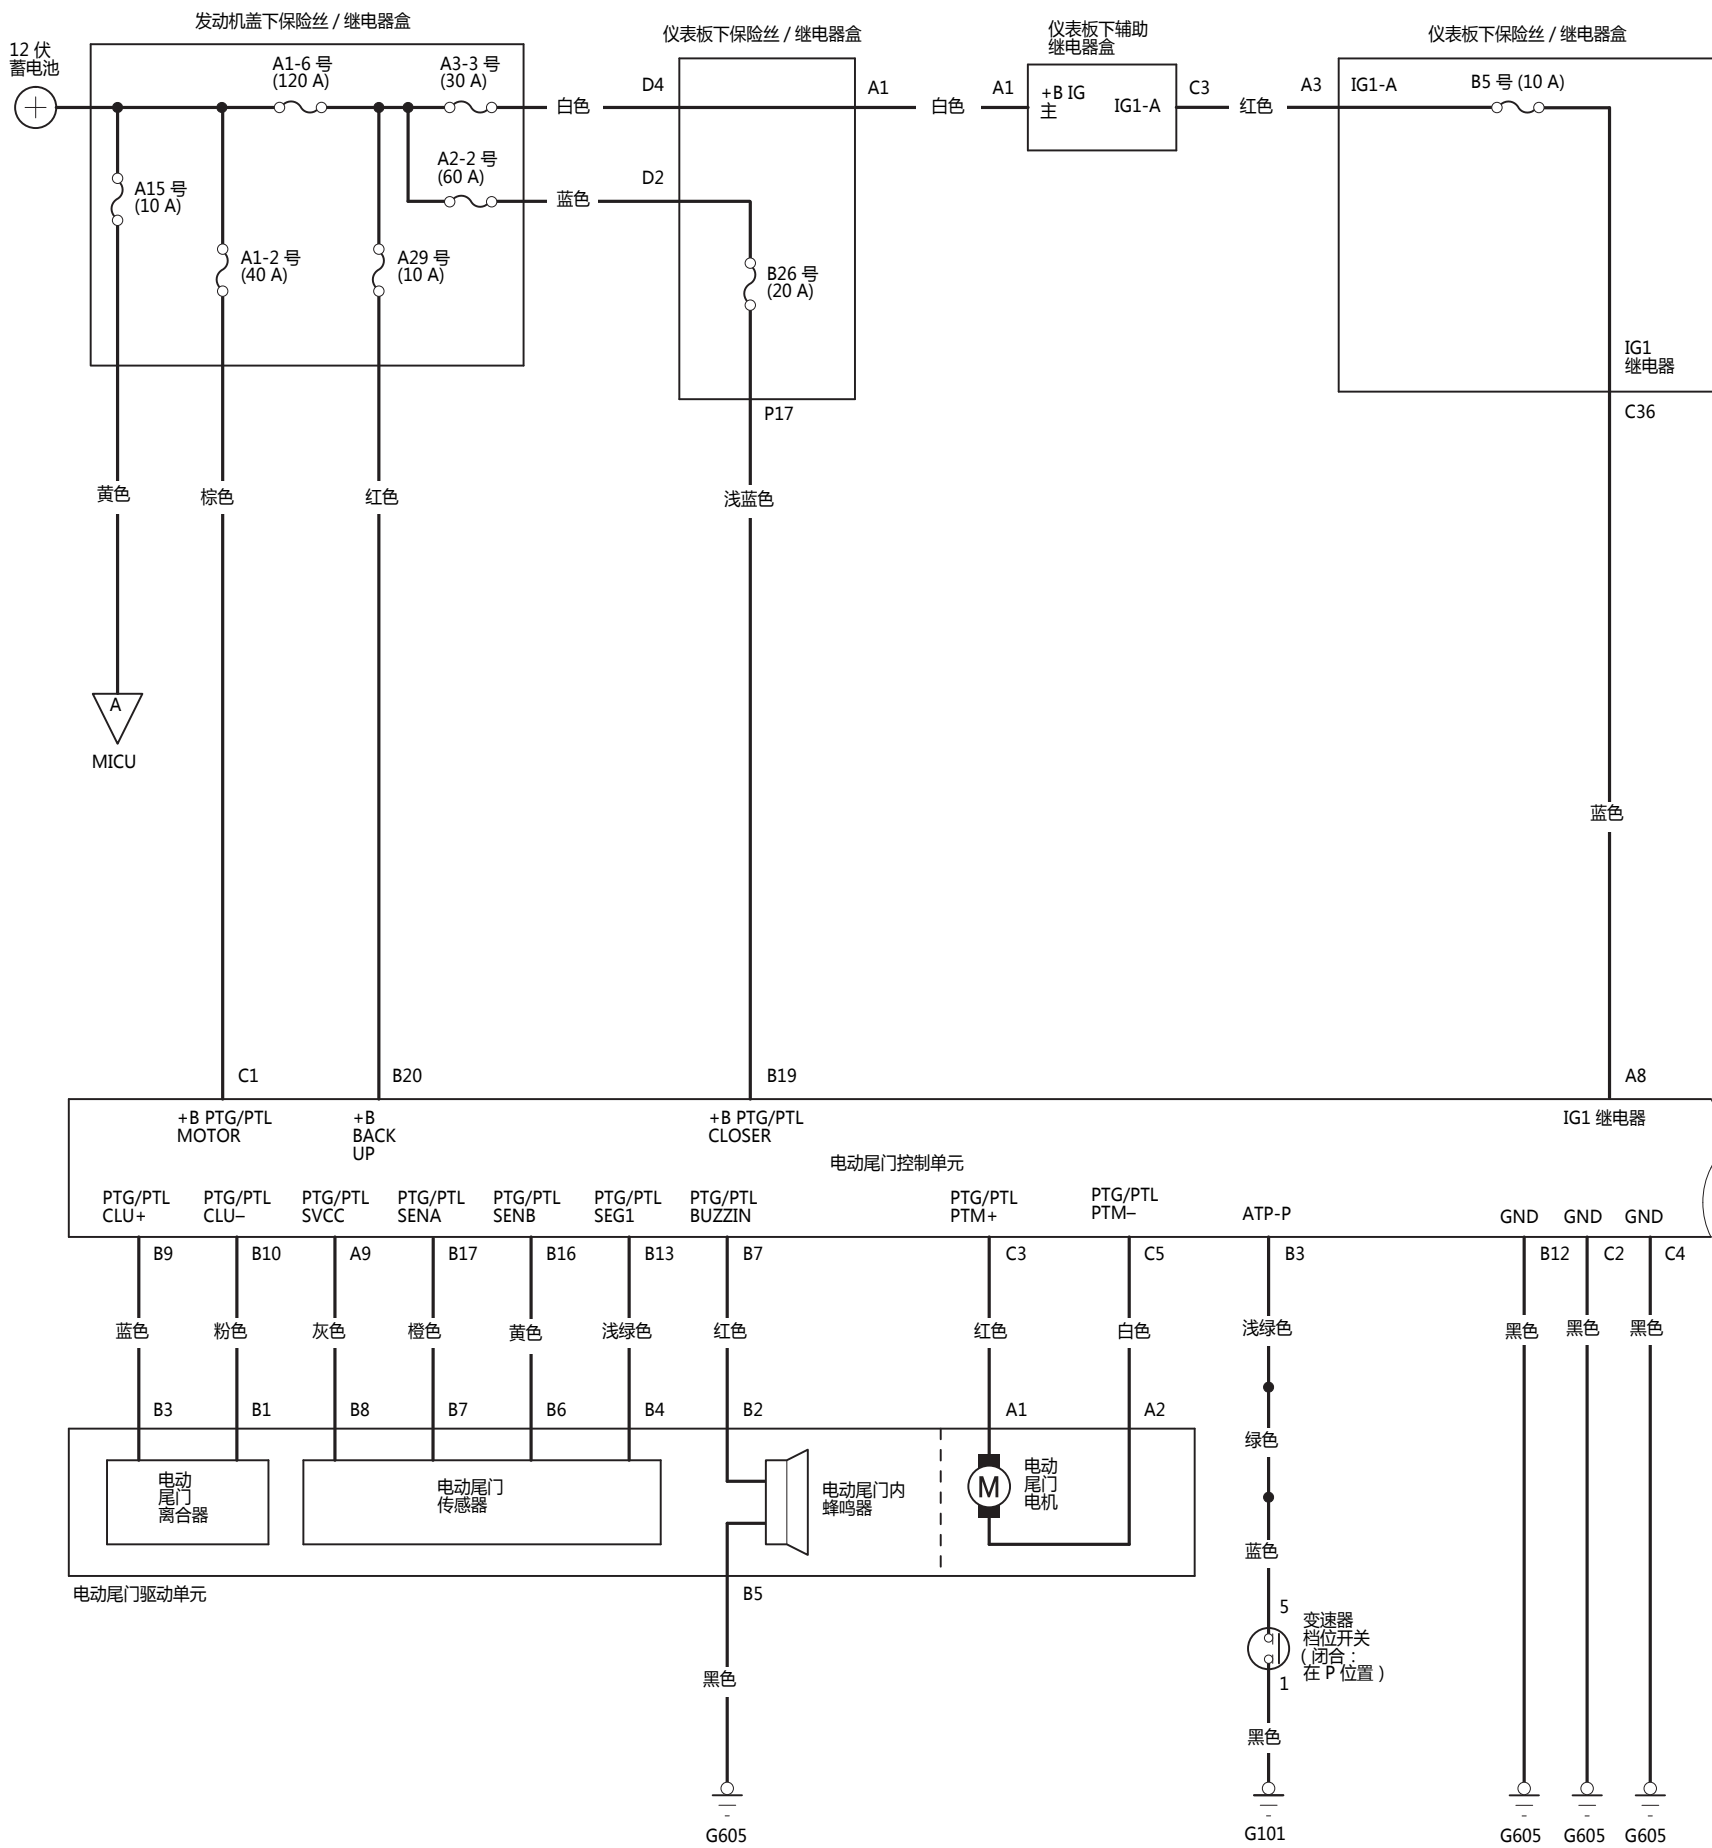 发动机盖下保险丝 / 继电器盒
仪表板下保险丝 / 继电器盒
仪表板下辅助
继电器盒
仪表板下保险丝 / 继电器盒
12 伏
蓄电池
A1-6 号
(120 A)
A3-3 号
(30 A)
白色
D4
A1
白色
A1
+B IG
主
IG1-A
C3
红色
A3
IG1-A
B5 号 (10 A)
A2-2 号
(60 A)
蓝色
D2
A15 号
(10 A)
A1-2 号
(40 A)
A29 号
(10 A)
B26 号
(20 A)
IG1
继电器
P17
C36
黄色
棕色
红色
浅蓝色
A
MICU
蓝色
C1
B20
B19
A8
+B PTG/PTL
MOTOR
+B
BACK
UP
+B PTG/PTL
CLOSER
IG1 继电器
电动尾门控制单元
PTG/PTL
CLU+
PTG/PTL
CLU–
PTG/PTL
SVCC
PTG/PTL
SENA
PTG/PTL
SENB
PTG/PTL
SEG1
PTG/PTL
BUZZIN
PTG/PTL
PTM+
PTG/PTL
PTM–
ATP-P
GND
GND
GND
B9
B10
A9
B17
B16
B13
B7
C3
C5
B3
B12
C2
C4
蓝色
粉色
灰色
橙色
黄色
浅绿色
红色
红色
白色
浅绿色
黑色
黑色
黑色
B3
B1
B8
B7
B6
B4
B2
A1
A2
绿色
电动
尾门
离合器
电动尾门
传感器
电动尾门内
蜂鸣器
M
电动
尾门
电机
蓝色
电动尾门驱动单元
B5
5
变速器
档位开关
( 闭合 :
在 P 位置 )
1
黑色
黑色
G605
G101
G605
G605
G605